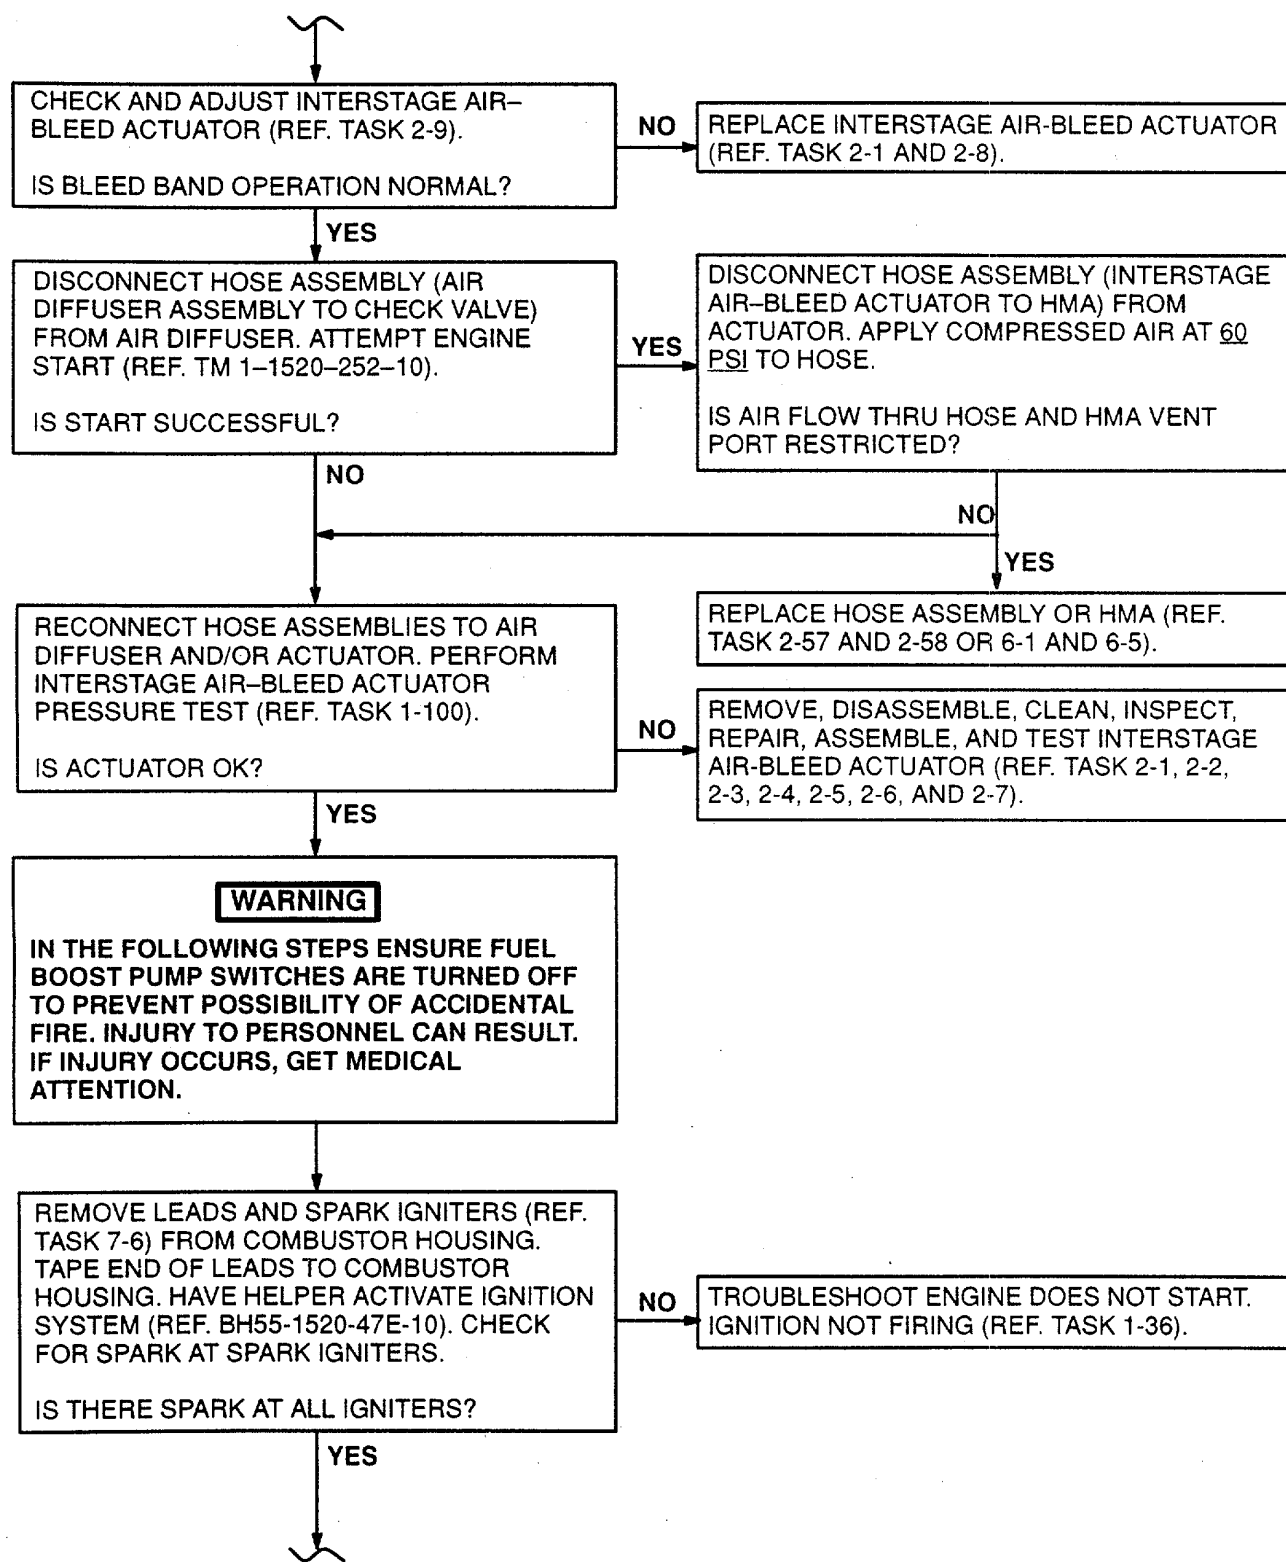 CHECK AND ADJUST INTERSTAGE AIR–
BLEED ACTUATOR (REF. TASK 2-9).
IS BLEED BAND OPERATION NORMAL?
NO
REPLACE INTERSTAGE AIR-BLEED ACTUATOR
(REF. TASK 2-1 AND 2-8).
YES
DISCONNECT HOSE ASSEMBLY (AIR
DIFFUSER ASSEMBLY TO CHECK VALVE)
FROM AIR DIFFUSER. ATTEMPT ENGINE
START (REF. TM 1–1520–252–10).
IS START SUCCESSFUL?
YES
DISCONNECT HOSE ASSEMBLY (INTERSTAGE
AIR–BLEED ACTUATOR TO HMA) FROM
ACTUATOR. APPLY COMPRESSED AIR AT 60
PSI TO HOSE.
IS AIR FLOW THRU HOSE AND HMA VENT
PORT RESTRICTED?
NO
NO
YES
REPLACE HOSE ASSEMBLY OR HMA (REF.
TASK 2-57 AND 2-58 OR 6-1 AND 6-5).
RECONNECT HOSE ASSEMBLIES TO AIR
DIFFUSER AND/OR ACTUATOR. PERFORM
INTERSTAGE AIR–BLEED ACTUATOR
PRESSURE TEST (REF. TASK 1-100).
IS ACTUATOR OK?
NO
REMOVE, DISASSEMBLE, CLEAN, INSPECT,
REPAIR, ASSEMBLE, AND TEST INTERSTAGE
AIR-BLEED ACTUATOR (REF. TASK 2-1, 2-2,
2-3, 2-4, 2-5, 2-6, AND 2-7).
YES
WARNING
IN THE FOLLOWING STEPS ENSURE FUEL
BOOST PUMP SWITCHES ARE TURNED OFF
TO PREVENT POSSIBILITY OF ACCIDENTAL
FIRE. INJURY TO PERSONNEL CAN RESULT.
IF INJURY OCCURS, GET MEDICAL
ATTENTION.
REMOVE LEADS AND SPARK IGNITERS (REF.
TASK 7-6) FROM COMBUSTOR HOUSING.
TAPE END OF LEADS TO COMBUSTOR
HOUSING. HAVE HELPER ACTIVATE IGNITION
SYSTEM (REF. BH55-1520-47E-10). CHECK
FOR SPARK AT SPARK IGNITERS.
IS THERE SPARK AT ALL IGNITERS?
NO
TROUBLESHOOT ENGINE DOES NOT START.
IGNITION NOT FIRING (REF. TASK 1-36).
YES